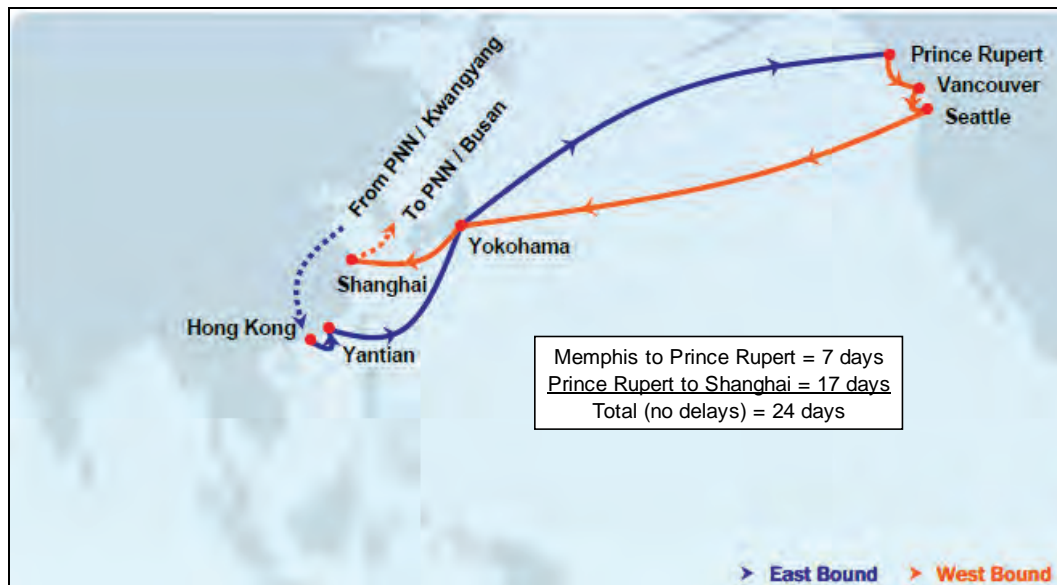 From PNN / Kwangyang
To PNN / Busan
Prince Rupert
Vancouver
Seattle
Yokohama
Shanghai
Hong Kong
Yantian
Memphis to Prince Rupert = 7 days
Prince Rupert to Shanghai = 17 days
Total (no delays) = 24 days
East Bound
West Bound